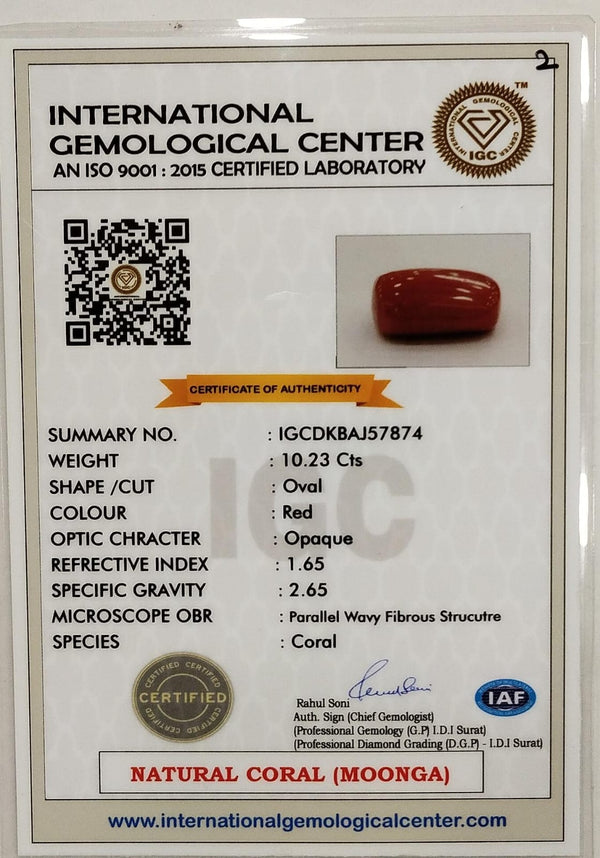 2
INTERNATIONAL
GEMOLOGICAL CENTER
AN ISO 9001 : 2015 CERTIFIED LABORATORY
TM
INTERNATIONAL GEMOLOGICAL CENTER
IGC
CERTIFICATE OF AUTHENTICITY
SUMMARY NO. : IGCDKBAJ57874
WEIGHT : 10.23 Cts
SHAPE /CUT : Oval
COLOUR : Red
OPTIC CHRACTER : Opaque
REFRECTIVE INDEX : 1.65
SPECIFIC GRAVITY : 2.65
MICROSCOPE OBR : Parallel Wavy Fibrous Strucutre
SPECIES : Coral
IGC
CERTIFIED CERTIFIED
CERTIFIED
CERTIFIED CERTIFIED
Rahul Soni
Auth. Sign (Chief Gemologist)
(Professional Gemology (G.P) I.D.I Surat)
(Professional Diamond Grading (D.G.P) - I.D.I Surat)
IAF
NATURAL CORAL (MOONGA)
www.internationalgemologicalcenter.com